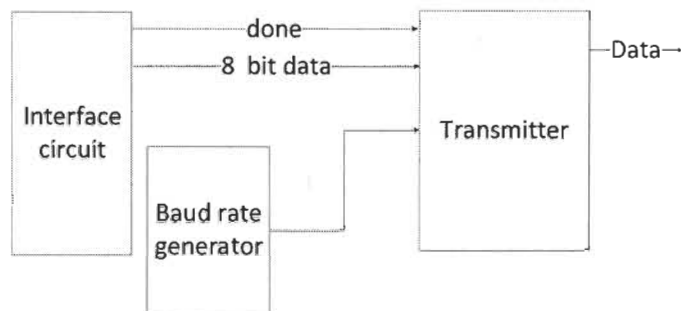 done
8 bit data
Data
Interface
circuit
Transmitter
Baud rate
generator